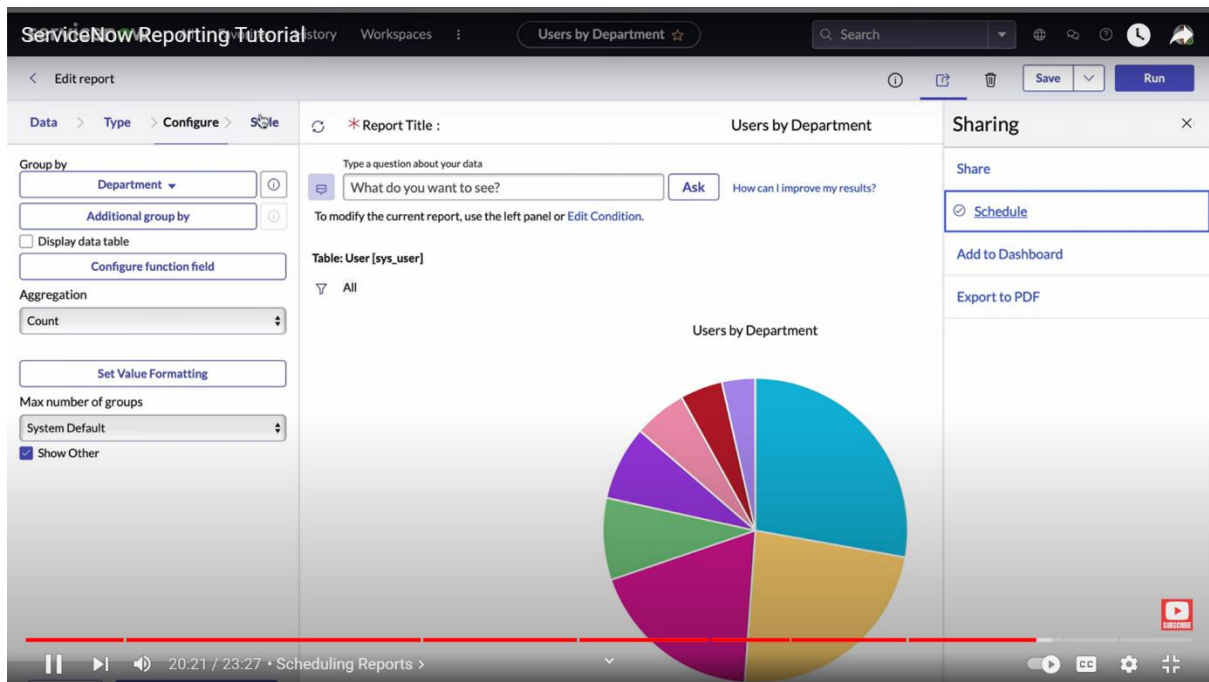 ServiceNow Reporting Tutorial
History
Workspaces
Users by Department
Search
Edit report
Save
Run
Data
Type
Configure
Style
Report Title :
Users by Department
Sharing
Group by
Department
Additional group by
Display data table
Configure function field
Aggregation
Count
Set Value Formatting
Max number of groups
System Default
Show Other
Type a question about your data
What do you want to see?
Ask
How can I improve my results?
To modify the current report, use the left panel or Edit Condition.
Table: User [sys_user]
All
Users by Department
Share
Schedule
Add to Dashboard
Export to PDF
SUBSCRIBE
20:21 / 23:27 • Scheduling Reports >
CC